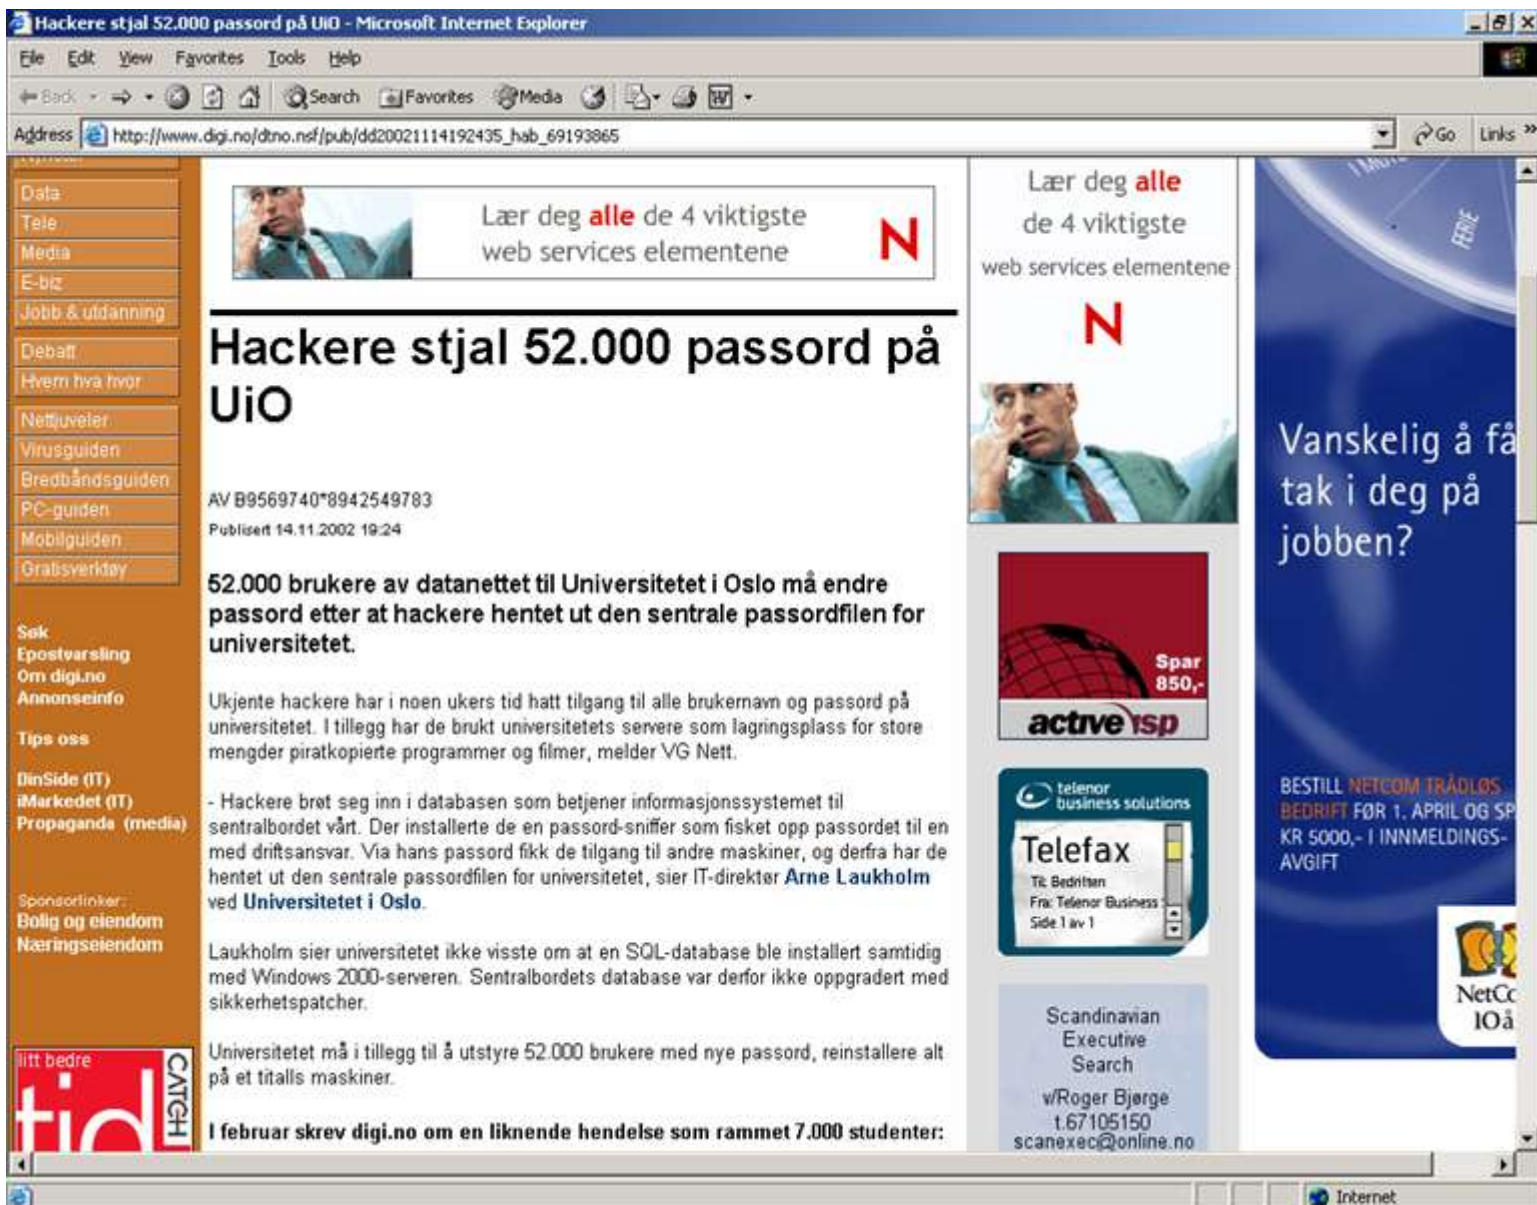 Hackere stjal 52.000 passord på UiO - Microsoft Internet Explorer
File Edit View Favorites Tools Help
Back Search Favorites Media
Address http://www.digi.no/dtno.nsf/pub/dd20021114192435_hab_69193865 Go Links »
Data
Tele
Media
E-biz
Jobb & utdanning
Debatt
Hvem hva hvor
Nettjuveler
Virusguiden
Bredbåndsguiden
PC-guiden
Mobilguiden
Gratisverktøy
Søk
Epostvarsling
Om digi.no
Annonseinfo
Tips oss
DinSide (IT)
iMarkedet (IT)
Propaganda (media)
Sponsorlinker:
Bolig og eiendom
Næringseiendom
litt bedre
tid
CATCH
Lær deg alle de 4 viktigste
web services elementene
N
Hackere stjal 52.000 passord på
UiO
AV B9569740*8942549783
Publisert 14.11.2002 19:24
52.000 brukere av datanettet til Universitetet i Oslo må endre
passord etter at hackere hentet ut den sentrale passordfilen for
universitetet.
Ukjente hackere har i noen ukers tid hatt tilgang til alle brukernavn og passord på
universitetet. I tillegg har de brukt universitetets servere som lagringsplass for store
mengder piratkopierte programmer og filmer, melder VG Nett.
- Hackere brøt seg inn i databasen som betjener informasjonssystemet til
sentralbordet vårt. Der installerte de en passord-sniffer som fisket opp passordet til en
med driftsansvar. Via hans passord fikk de tilgang til andre maskiner, og derfra har de
hentet ut den sentrale passordfilen for universitetet, sier IT-direktør Arne Laukholm
ved Universitetet i Oslo.
Laukholm sier universitetet ikke visste om at en SQL-database ble installert samtidig
med Windows 2000-serveren. Sentralbordets database var derfor ikke oppgradert med
sikkerhetspatcher.
Universitetet må i tillegg til å utstyre 52.000 brukere med nye passord, reinstallere alt
på et titalls maskiner.
I februar skrev digi.no om en liknende hendelse som rammet 7.000 studenter:
Lær deg alle
de 4 viktigste
web services elementene
N
Spar
850,-
active isp
telenor
business solutions
Telefax
Til: Bedriften
Fra: Telenor Business
Side 1 av 1
Scandinavian
Executive
Search
v/Roger Bjørge
t.67105150
scanexec@online.no
FERIE
Vanskelig å få
tak i deg på
jobben?
BESTILL NETCOM TRÅDLØS
BEDRIFT FØR 1. APRIL OG SP
KR 5000,- I INNMELDINGS-
AVGIFT
NetCo
10 å
Internet